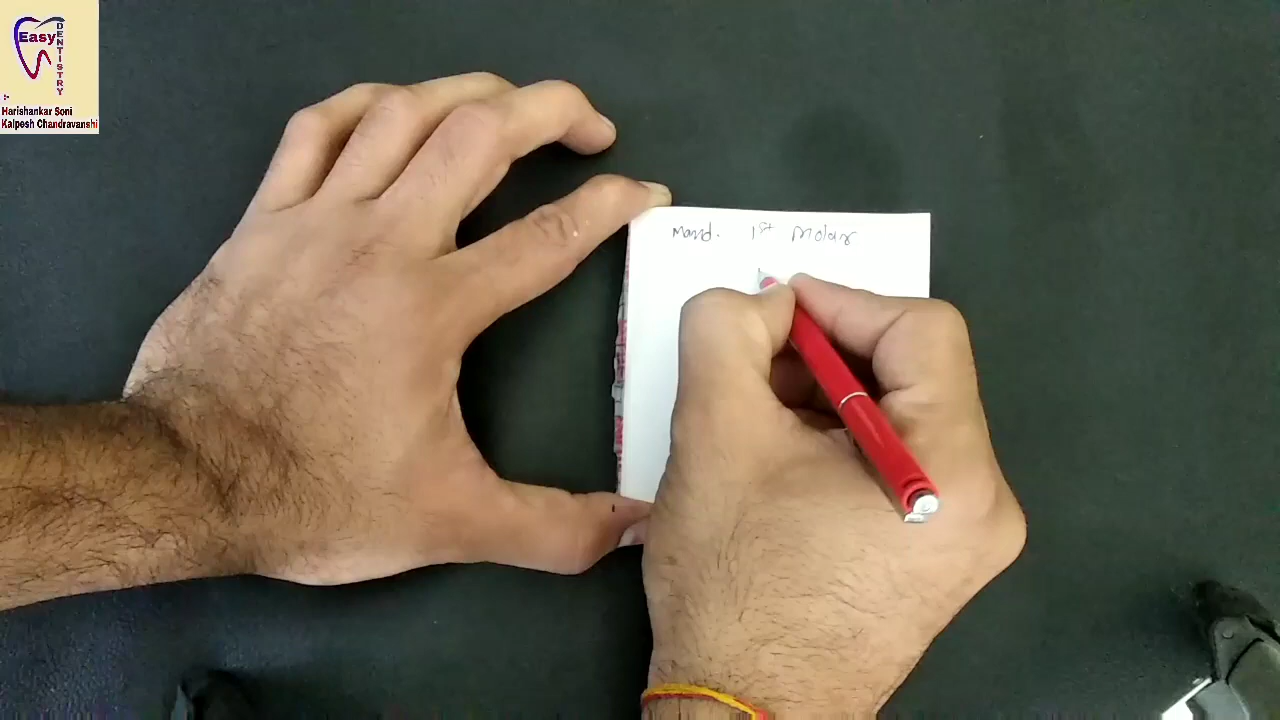 Easy
DENTISTRY
Harishankar Soni
Kalpesh Chandravanshi
Mand. 1st Molar